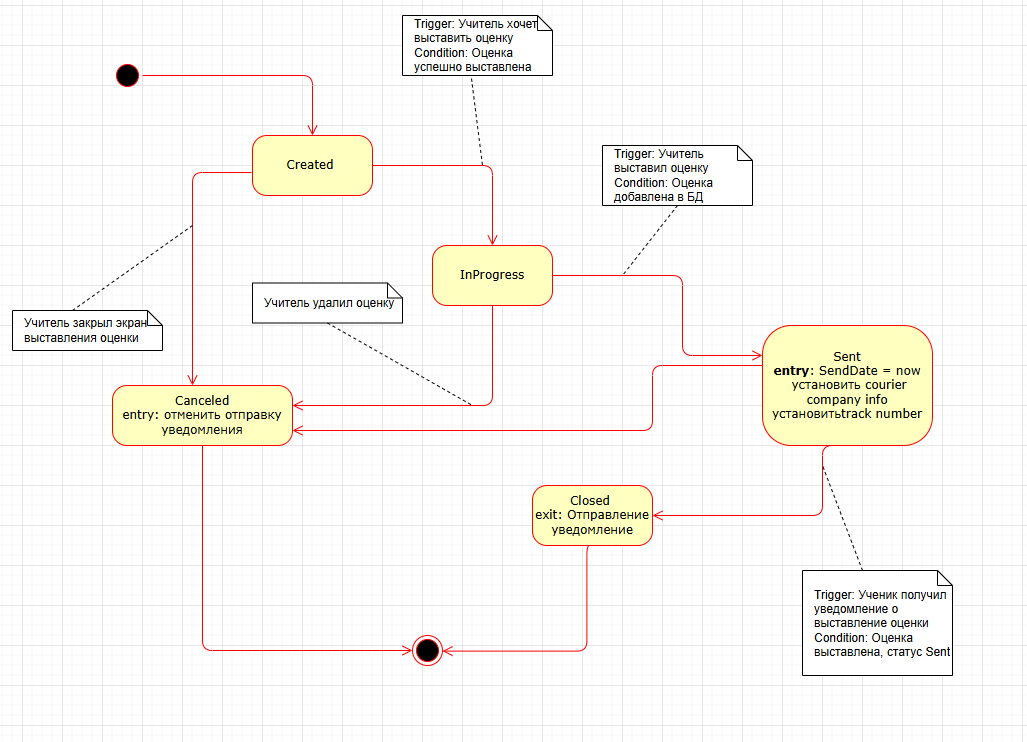 Trigger: Учитель хочет
выставить оценку
Condition: Оценка
успешно выставлена
Created
Trigger: Учитель
выставил оценку
Condition: Оценка
добавлена в БД
InProgress
Учитель удалил оценку
Учитель закрыл экран
выставления оценки
Sent
entry: SendDate = now
установить courier
company info
установитьtrack number
Canceled
entry: отменить отправку
уведомления
Closed
exit: Отправление
уведомление
Trigger: Ученик получил
уведомление о
выставление оценки
Condition: Оценка
выставлена, статус Sent